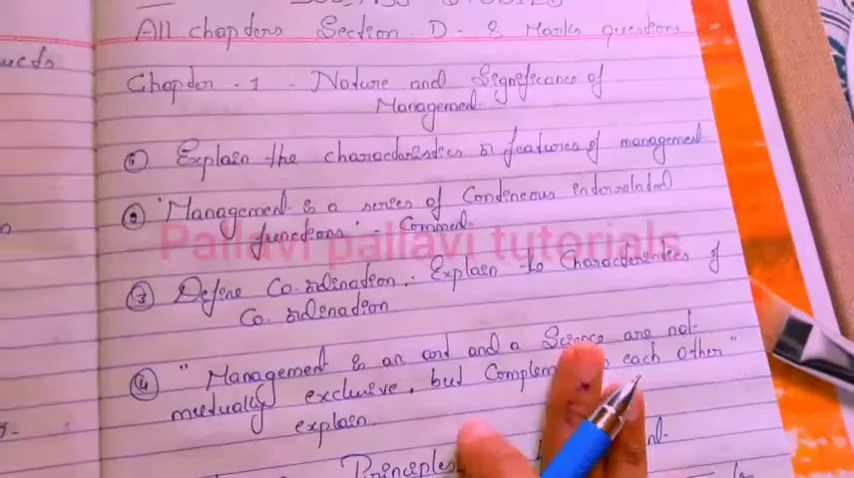 All chapters Section - D - 8 Marks questions
ucts
Chapter - 1 - Nature and Significance of
Management.
① Explain the characteristics or features of management
② "Management is a series of Continuous interrelated
functions" - Comment.
Pallavi pallavi tutorials
③ Define Co-ordination. Explain to Characteristics of
Co-ordination
④ "Management is an art and a Science are not
mutually exclusive, but Complem each other"
explain.
Principles